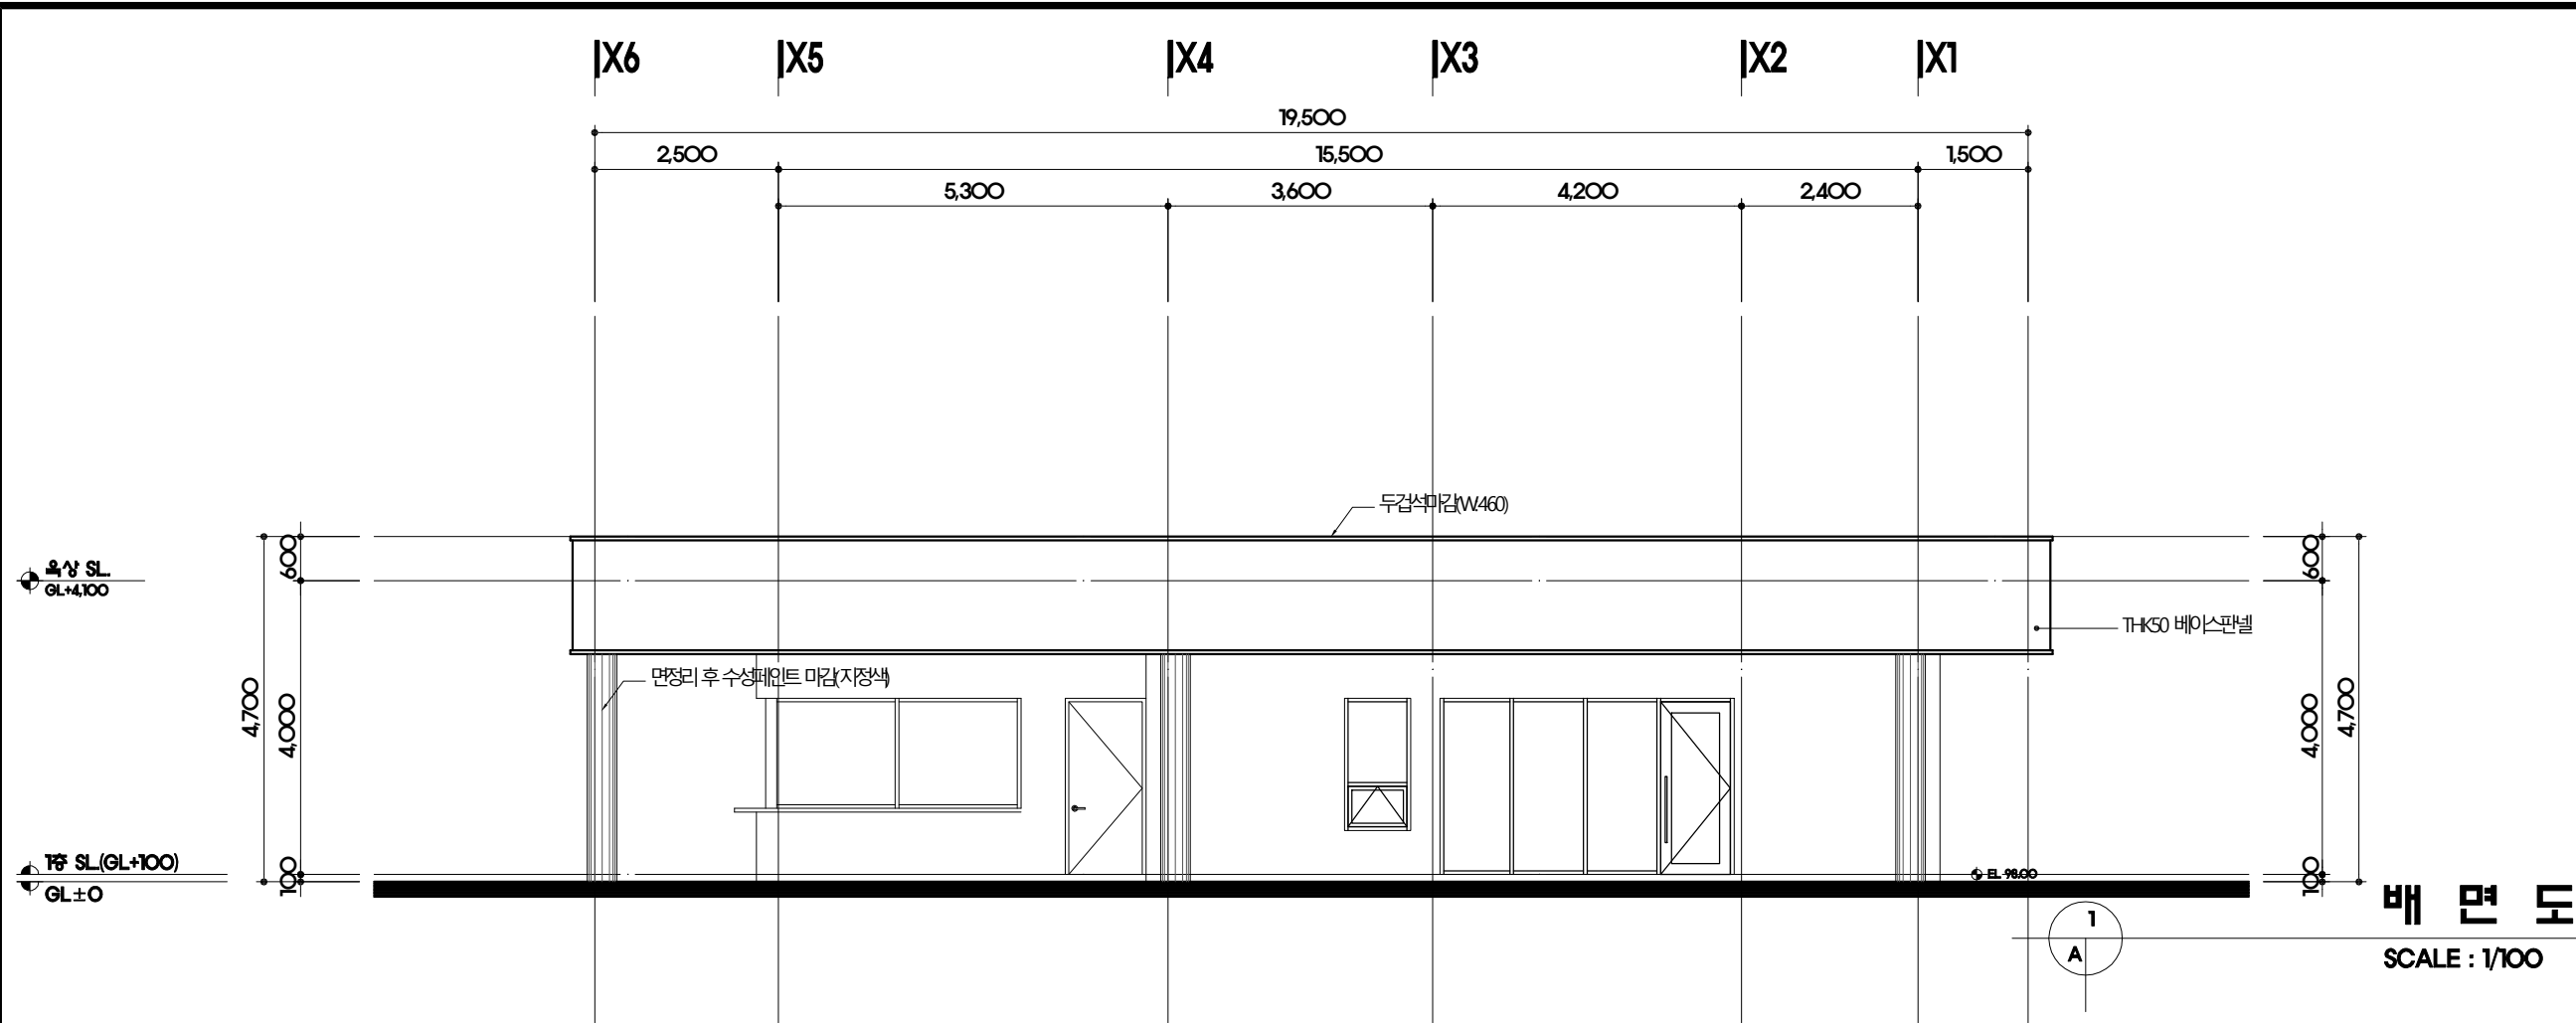 X6 X5 X4 X3 X2 X1
19,500
2,500 15,500 1,500
5,300 3,600 4,200 2,400
두겁석마감(W:460)
옥상 SL.
GL+4,100
600
600
THK50 베이스판넬
면정리 후 수성페인트 마감(지정색)
4,700
4,000
4,000
4,700
1층 SL.(GL+100)
GL±0
100
EL 98.00
100
배 면 도
1
A
SCALE : 1/100